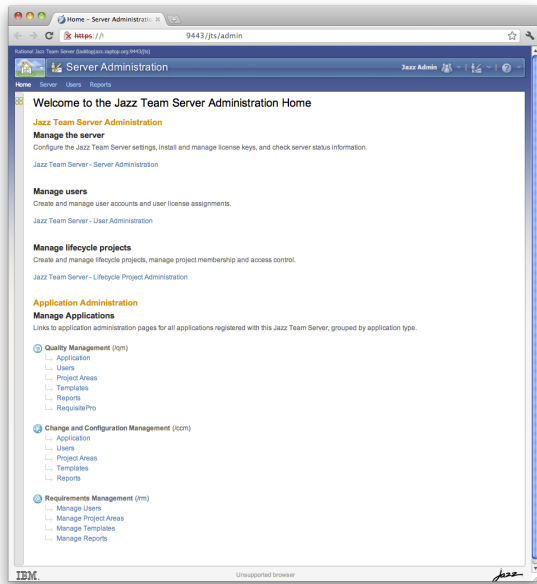 Home - Server Administratio
https://
9443/jts/admin
Rational Jazz Team Server (tasktopjazz.zaptop.org:9443/jts)
Server Administration
Jazz Admin
Home Server Users Reports
Welcome to the Jazz Team Server Administration Home
Jazz Team Server Administration
Manage the server
Configure the Jazz Team Server settings, install and manage license keys, and check server status information.
Jazz Team Server - Server Administration
Manage users
Create and manage user accounts and user license assignments.
Jazz Team Server - User Administration
Manage lifecycle projects
Create and manage lifecycle projects, manage project membership and access control.
Jazz Team Server - Lifecycle Project Administration
Application Administration
Manage Applications
Links to application administration pages for all applications registered with this Jazz Team Server, grouped by application type.
Quality Management (/qm)
Application
Users
Project Areas
Templates
Reports
RequisitePro
Change and Configuration Management (/ccm)
Application
Users
Project Areas
Templates
Reports
Requirements Management (/rm)
Manage Users
Manage Project Areas
Manage Templates
Manage Reports
IBM.
Unsupported browser
jazz